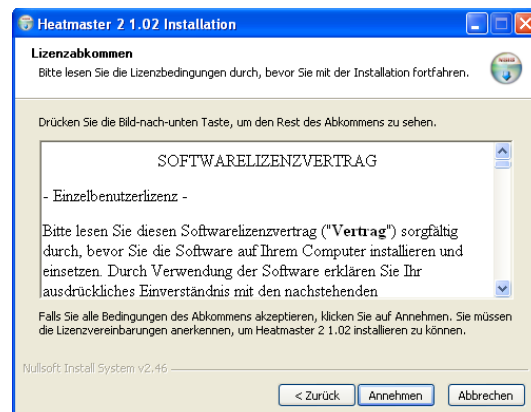 Heatmaster 2 1.02 Installation
Lizenzabkommen
Bitte lesen Sie die Lizenzbedingungen durch, bevor Sie mit der Installation fortfahren.
Drücken Sie die Bild-nach-unten Taste, um den Rest des Abkommens zu sehen.
SOFTWARELIZENZVERTRAG
- Einzelbenutzerlizenz -
Bitte lesen Sie diesen Softwarelizenzvertrag ("Vertrag") sorgfältig
durch, bevor Sie die Software auf Ihrem Computer installieren und
einsetzen. Durch Verwendung der Software erklären Sie Ihr
ausdrückliches Einverständnis mit den nachstehenden
Falls Sie alle Bedingungen des Abkommens akzeptieren, klicken Sie auf Annehmen. Sie müssen
die Lizenzvereinbarungen anerkennen, um Heatmaster 2 1.02 installieren zu können.
Nullsoft Install System v2.46
< Zurück Annehmen Abbrechen